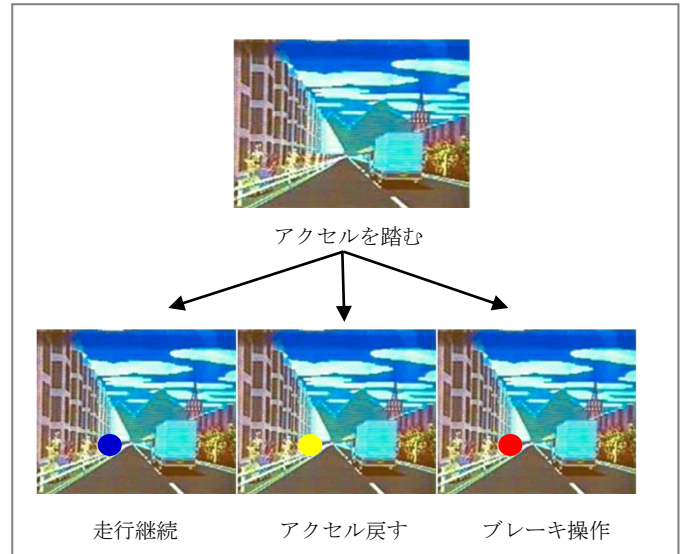 アクセルを踏む
走行継続
アクセル戻す
ブレーキ操作